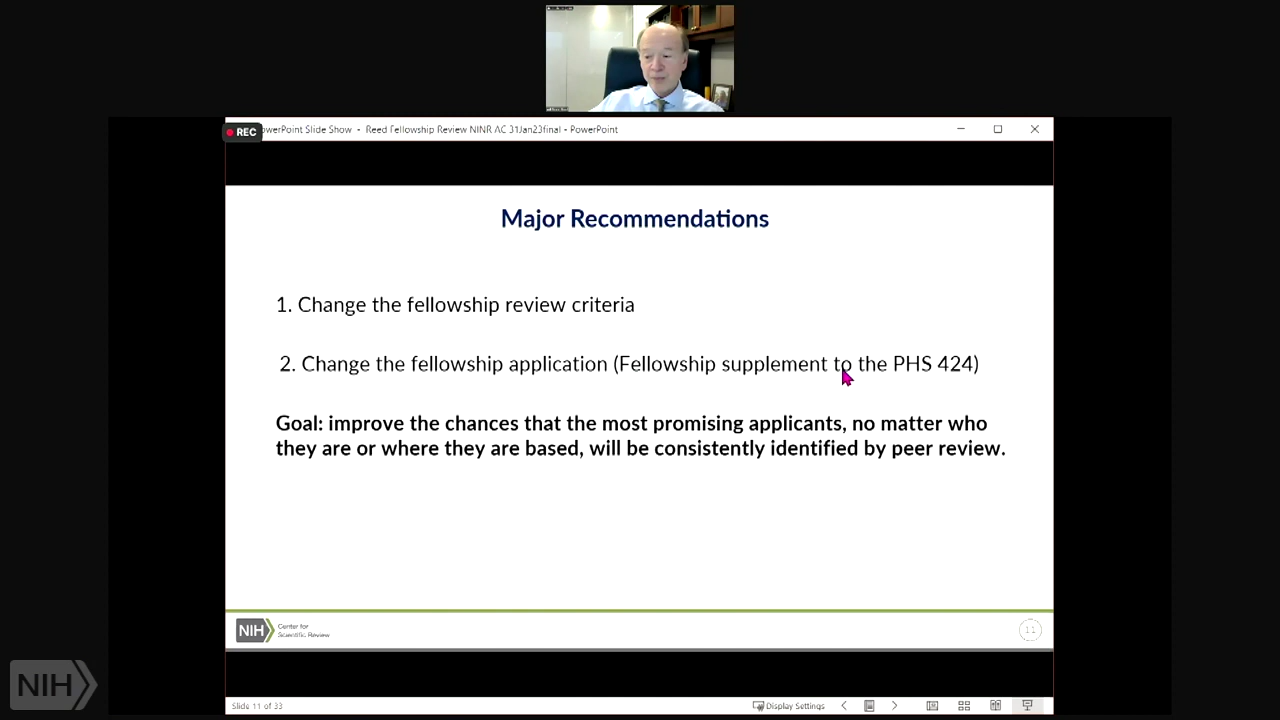 REC
owerPoint Slide Show - Reed Fellowship Review NINR AC 31Jan23final - PowerPoint
Major Recommendations
1. Change the fellowship review criteria
2. Change the fellowship application (Fellowship supplement to the PHS 424)
Goal: improve the chances that the most promising applicants, no matter who
they are or where they are based, will be consistently identified by peer review.
NIH
Center for
Scientific Review
11
NIH
Slide 11 of 33
Display Settings